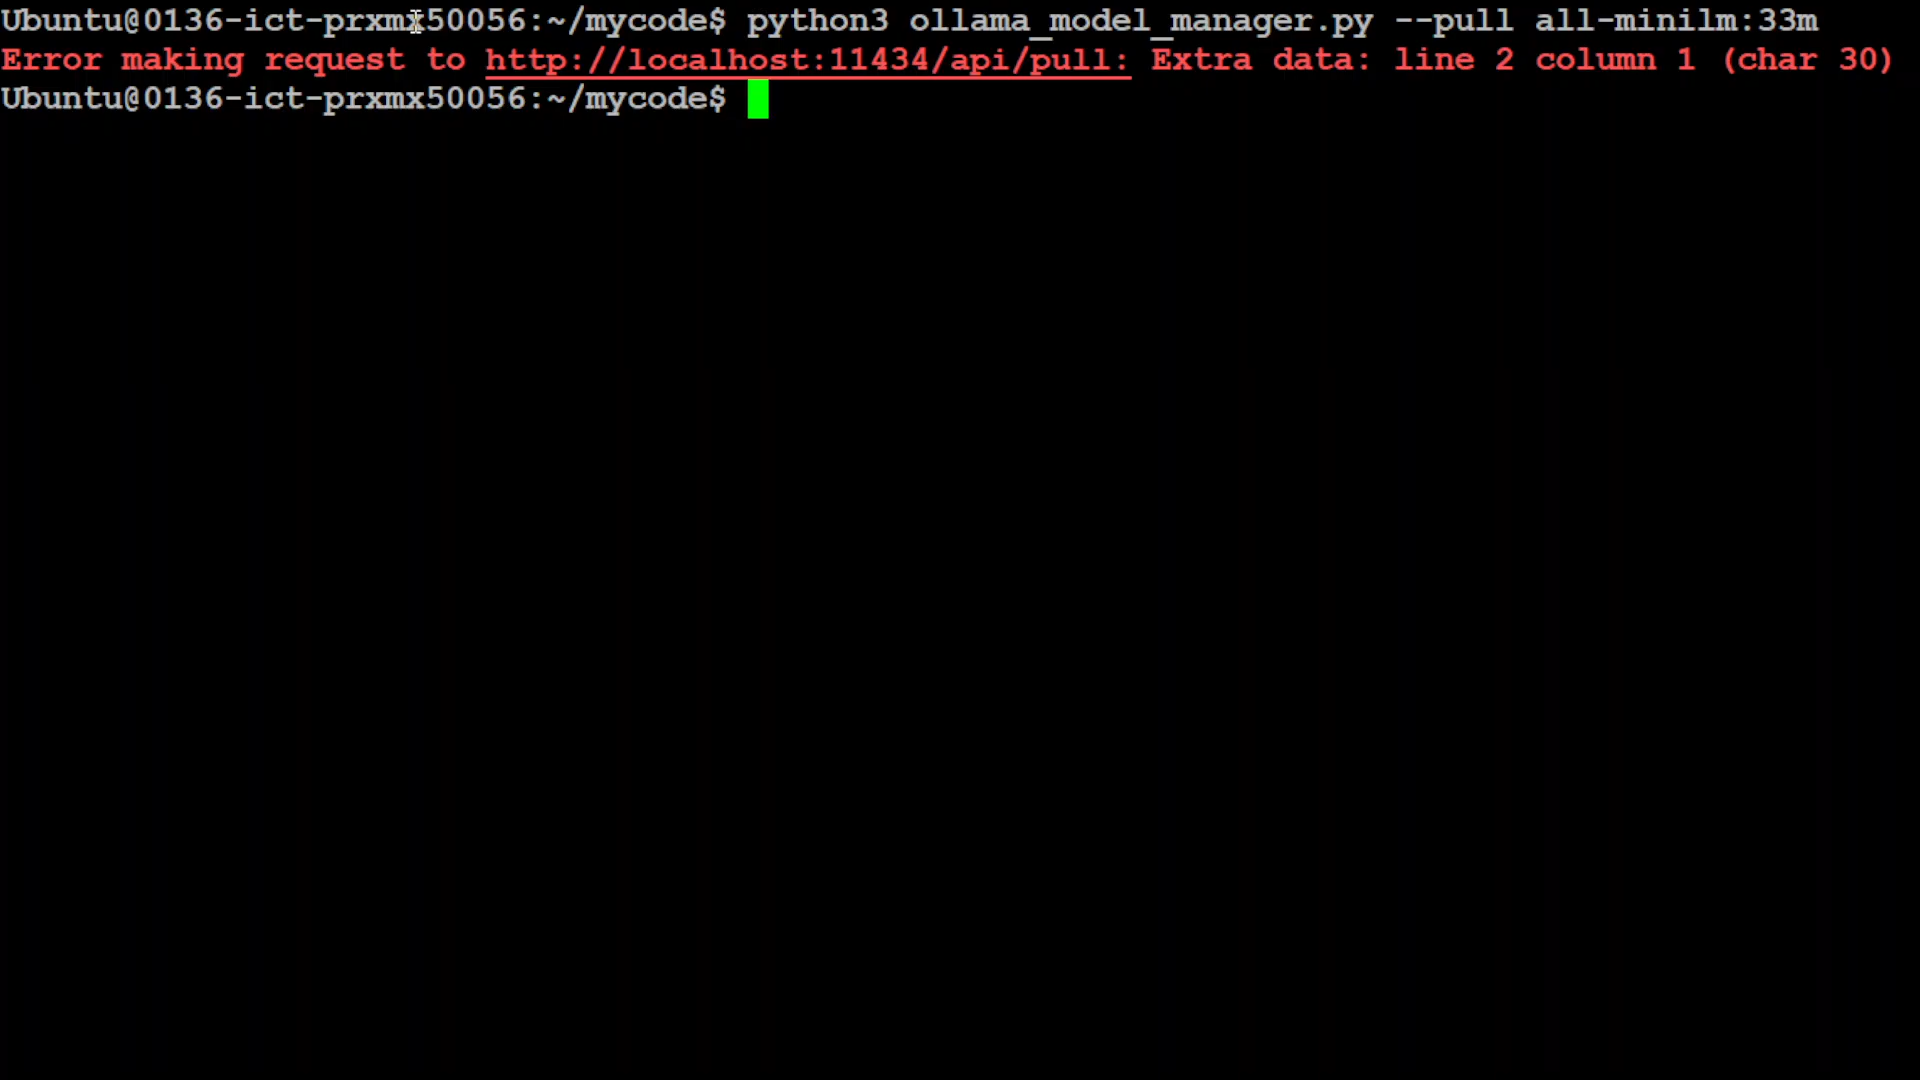 Ubuntu@0136-ict-prxmx50056:~/mycode$ python3 ollama_model_manager.py --pull all-minilm:33m
Error making request to http://localhost:11434/api/pull: Extra data: line 2 column 1 (char 30)
Ubuntu@0136-ict-prxmx50056:~/mycode$